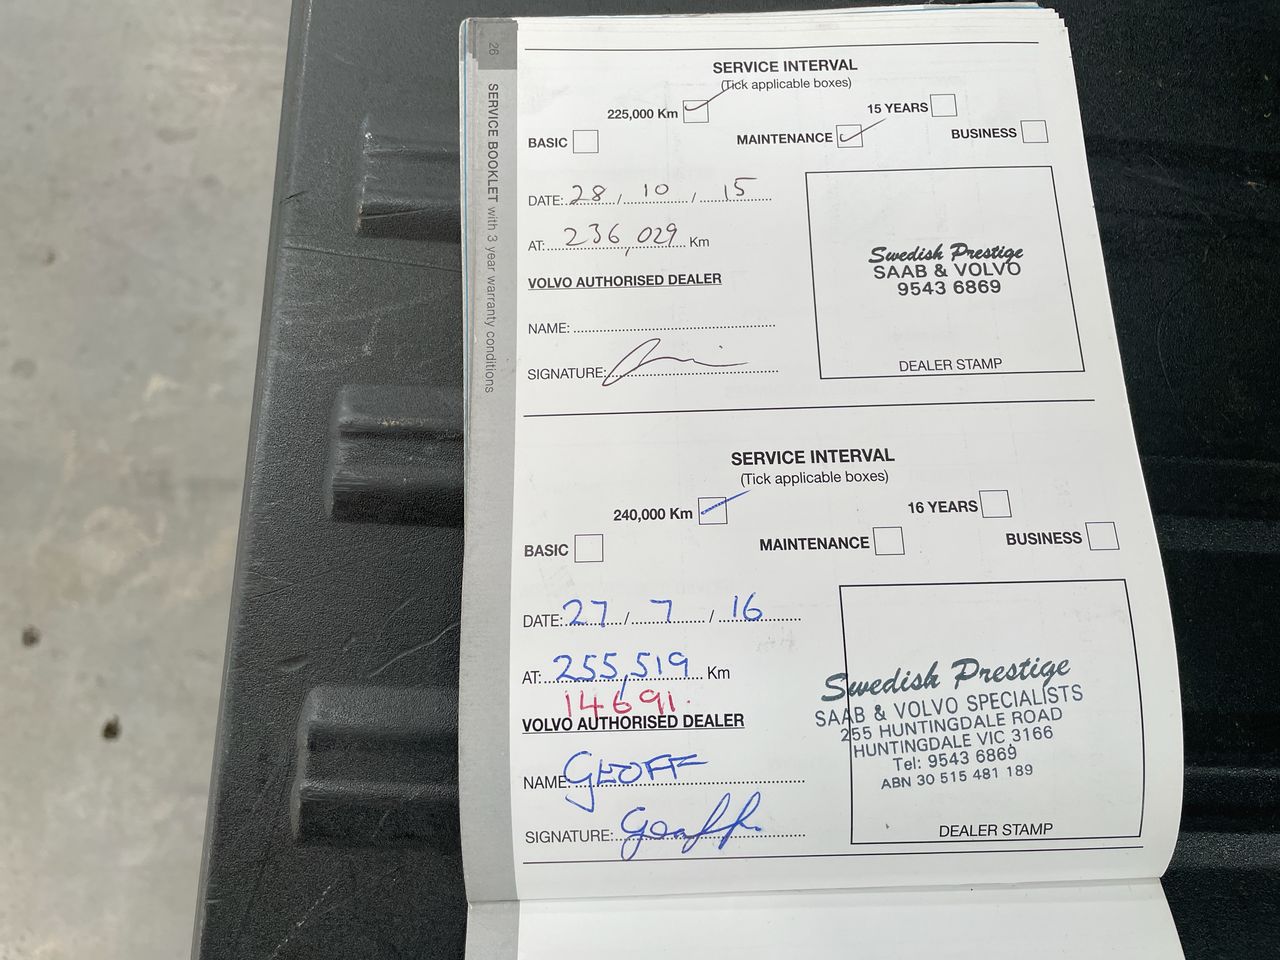 26
SERVICE BOOKLET with 3 year warranty conditions
SERVICE INTERVAL
(Tick applicable boxes)
225,000 Km
15 YEARS
BASIC
MAINTENANCE
BUSINESS
DATE: 28 / 10 / 15
AT: 236,029 Km
VOLVO AUTHORISED DEALER
NAME:
SIGNATURE:
Swedish Prestige
SAAB & VOLVO
9543 6869
DEALER STAMP
SERVICE INTERVAL
(Tick applicable boxes)
240,000 Km
16 YEARS
BASIC
MAINTENANCE
BUSINESS
DATE: 27 / 7 / 16
AT: 255,519 Km
14691.
VOLVO AUTHORISED DEALER
NAME: GEOFF
SIGNATURE: Geoff
Swedish Prestige
SAAB & VOLVO SPECIALISTS
255 HUNTINGDALE ROAD
HUNTINGDALE VIC 3166
Tel: 9543 6869
ABN 30 515 481 189
DEALER STAMP